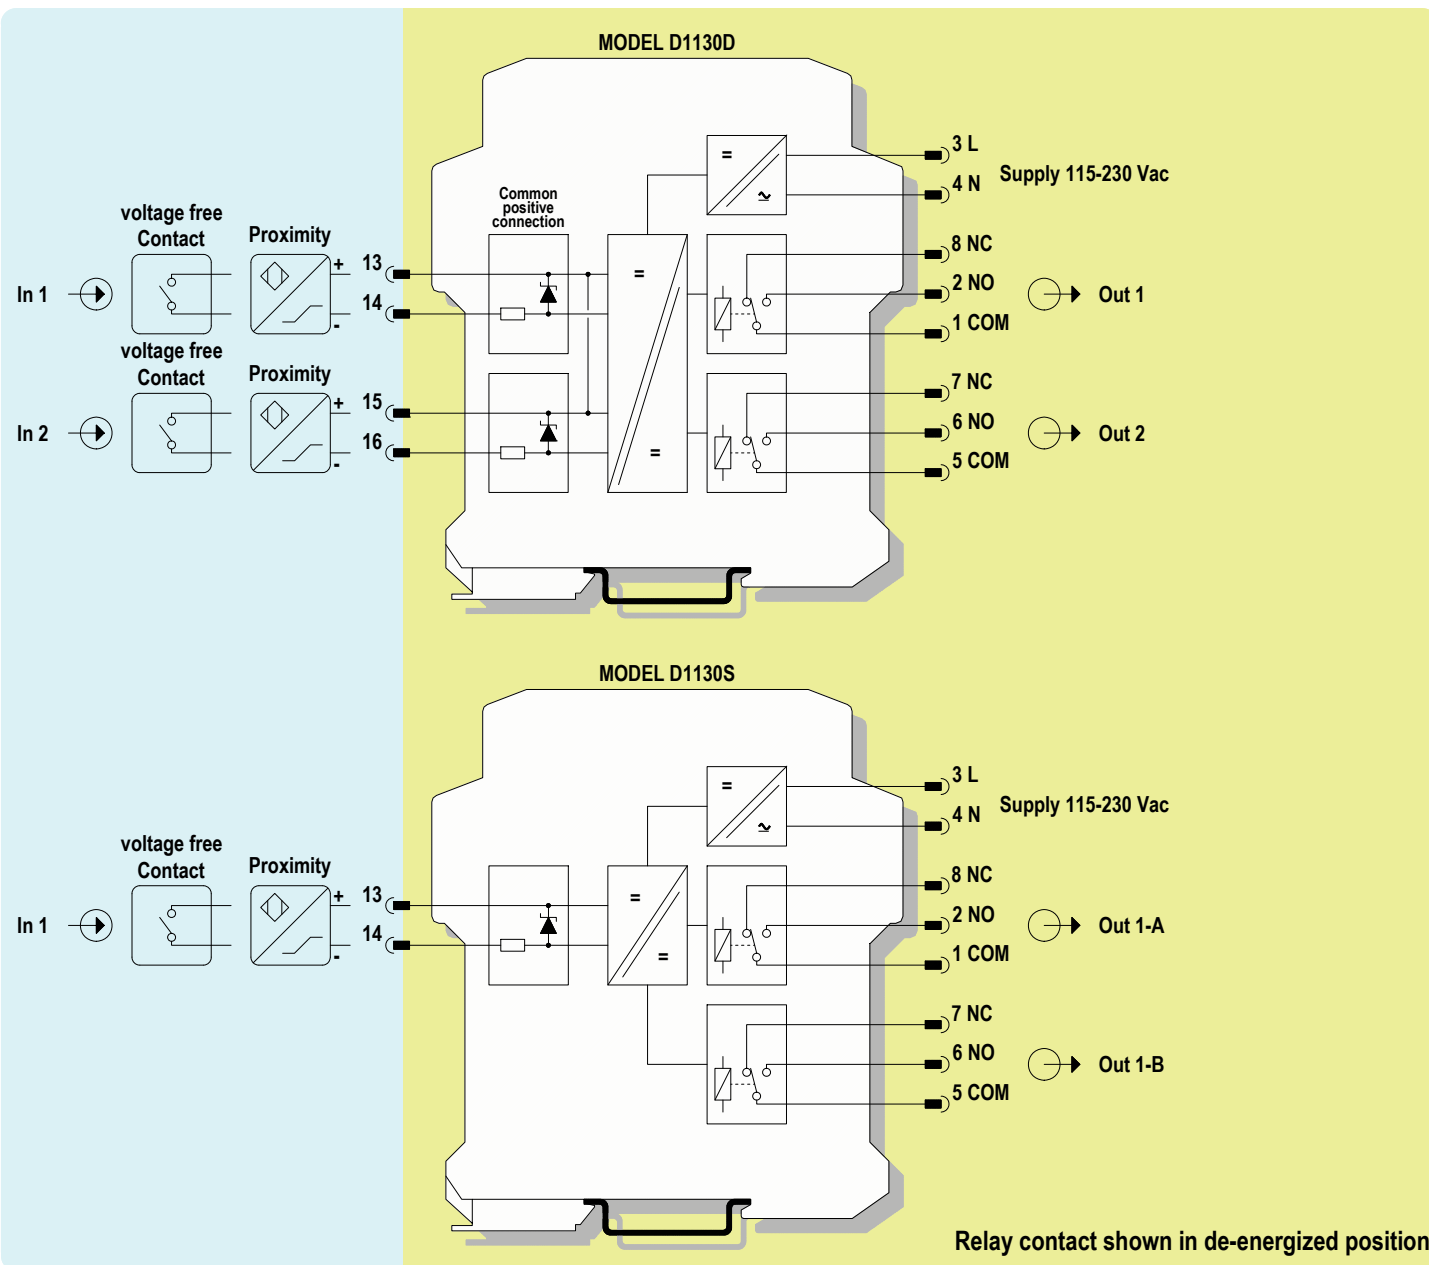 MODEL D1130D
3 L
4 N
Supply 115-230 Vac
Common
positive
connection
voltage free
Contact
Proximity
+
-
13
14
In 1
8 NC
2 NO
1 COM
Out 1
voltage free
Contact
Proximity
+
-
15
16
In 2
7 NC
6 NO
5 COM
Out 2
=
~
=
=
MODEL D1130S
3 L
4 N
Supply 115-230 Vac
voltage free
Contact
Proximity
+
-
13
14
In 1
8 NC
2 NO
1 COM
Out 1-A
7 NC
6 NO
5 COM
Out 1-B
=
~
=
=
Relay contact shown in de-energized position